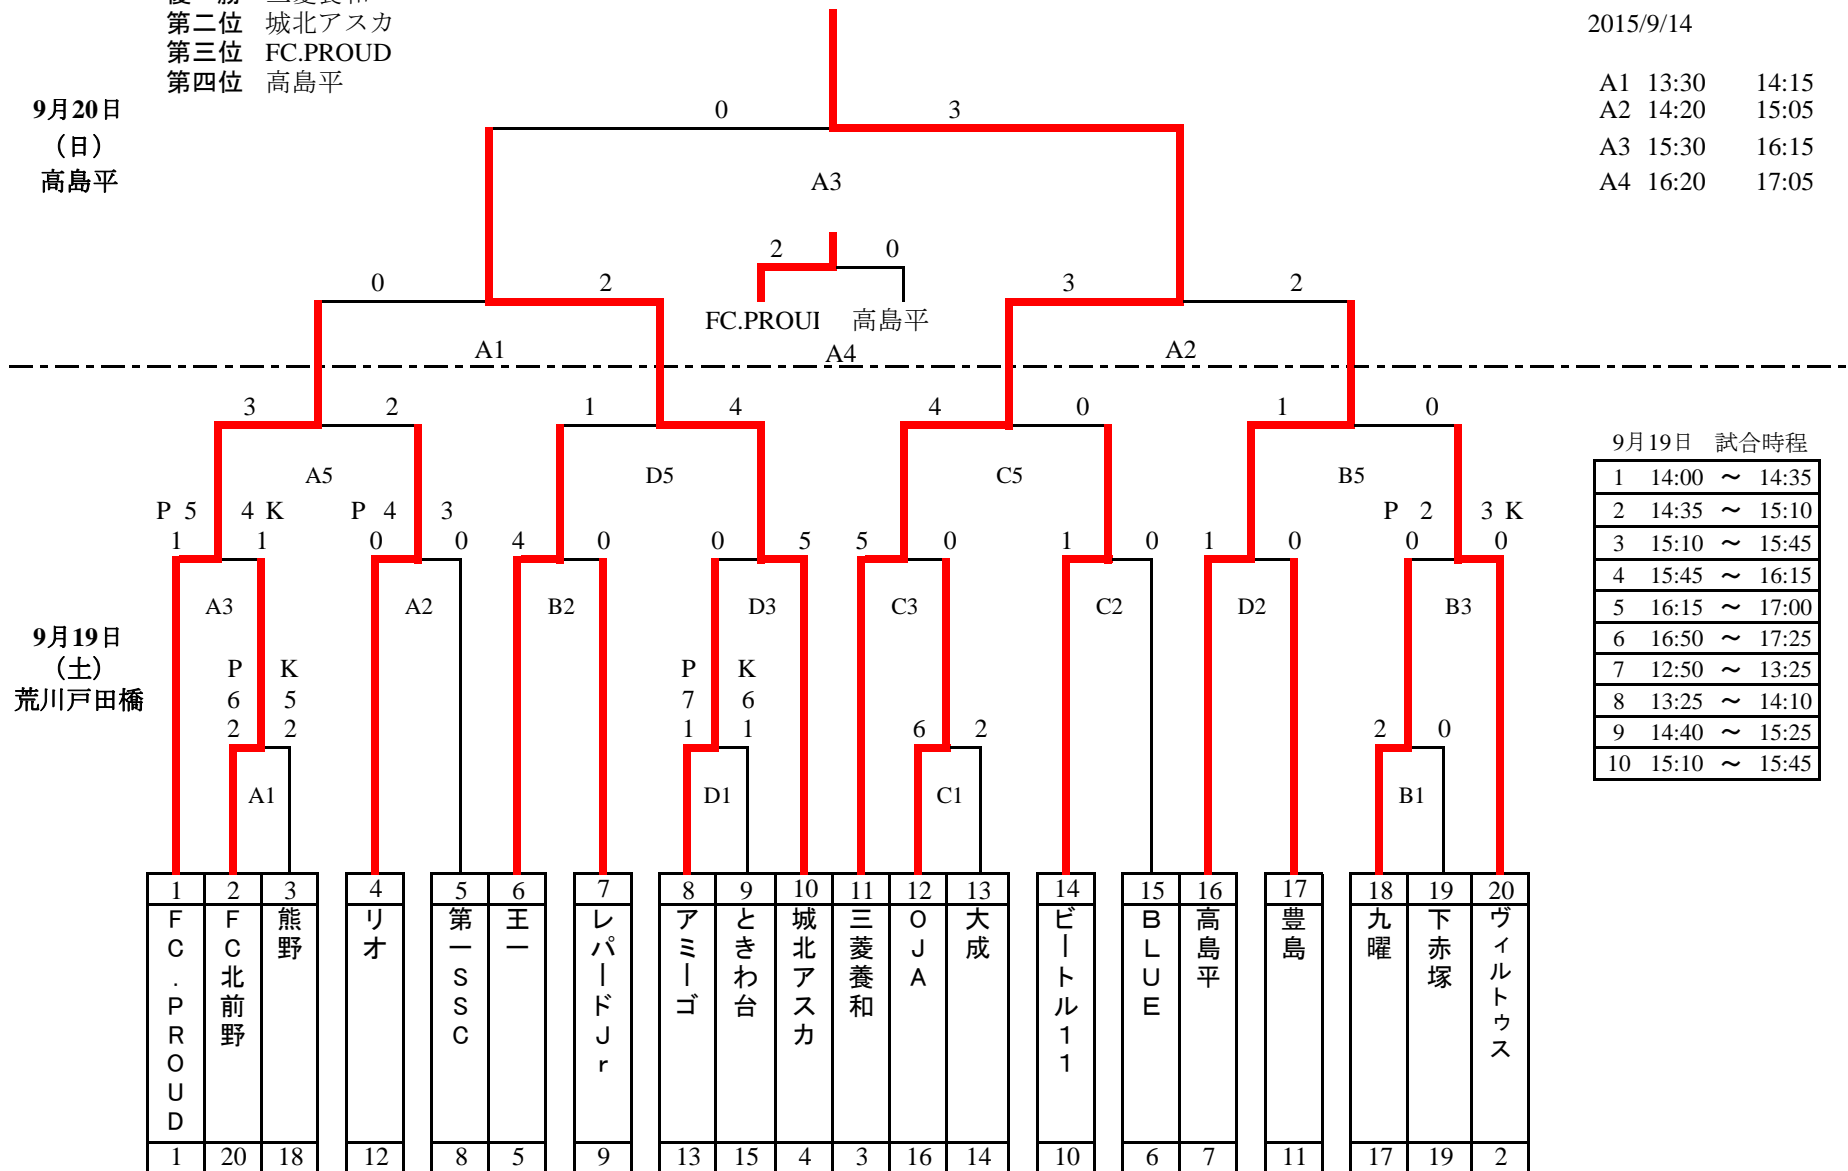 優　勝 三菱養和
第二位 城北アスカ
第三位 FC.PROUD
第四位 高島平
2015/9/14
A1 13:30 14:15
A2 14:20 15:05
A3 15:30 16:15
A4 16:20 17:05
9月20日
（日）
高島平
0 3
A3
2 0
FC.PROUI 高島平
0 2 3 2
A1 A4 A2
3 2 1 4 4 0 1 0
A5 D5 C5 B5
P 5 4 K P 4 3 P 2 3 K
1 1 0 0 4 0 0 5 5 0 1 0 1 0 0 0
A3 A2 B2 D3 C3 C2 D2 B3
9月19日
（土）
荒川戸田橋
P K P K
6 5 7 6
2 2 1 1 6 2 2 0
A1 D1 C1 B1
9月19日 試合時程
1 14:00 ～ 14:35
2 14:35 ～ 15:10
3 15:10 ～ 15:45
4 15:45 ～ 16:15
5 16:15 ～ 17:00
6 16:50 ～ 17:25
7 12:50 ～ 13:25
8 13:25 ～ 14:10
9 14:40 ～ 15:25
10 15:10 ～ 15:45
1 2 3 4 5 6 7 8 9 10 11 12 13 14 15 16 17 18 19 20
ＦＣ．ＰＲＯＵＤ
ＦＣ北前野
熊野
リオ
第一ＳＳＣ
王一
レパードＪｒ
アミーゴ
ときわ台
城北アスカ
三菱養和
ＯＪＡ
大成
ビートル１１
ＢＬＵＥ
高島平
豊島
九曜
下赤塚
ヴィルトゥス
1 20 18 12 8 5 9 13 15 4 3 16 14 10 6 7 11 17 19 2